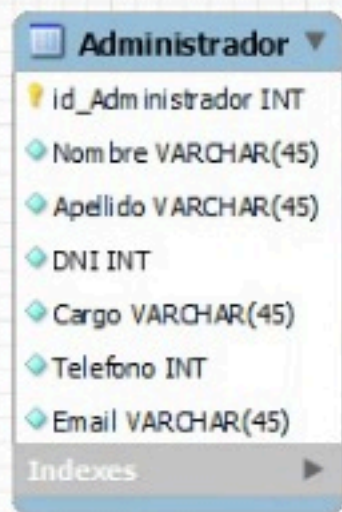 Administrador
id_Administrador INT
Nombre VARCHAR(45)
Apellido VARCHAR(45)
DNI INT
Cargo VARCHAR(45)
Telefono INT
Email VARCHAR(45)
Indexes